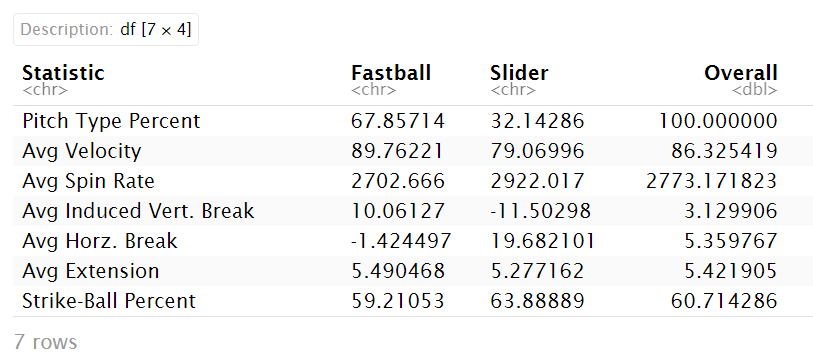 Description: df [7 × 4]
Statistic Fastball Slider Overall
<chr> <chr> <chr> <dbl>
Pitch Type Percent 67.85714 32.14286 100.000000
Avg Velocity 89.76221 79.06996 86.325419
Avg Spin Rate 2702.666 2922.017 2773.171823
Avg Induced Vert. Break 10.06127 -11.50298 3.129906
Avg Horz. Break -1.424497 19.682101 5.359767
Avg Extension 5.490468 5.277162 5.421905
Strike-Ball Percent 59.21053 63.88889 60.714286
7 rows